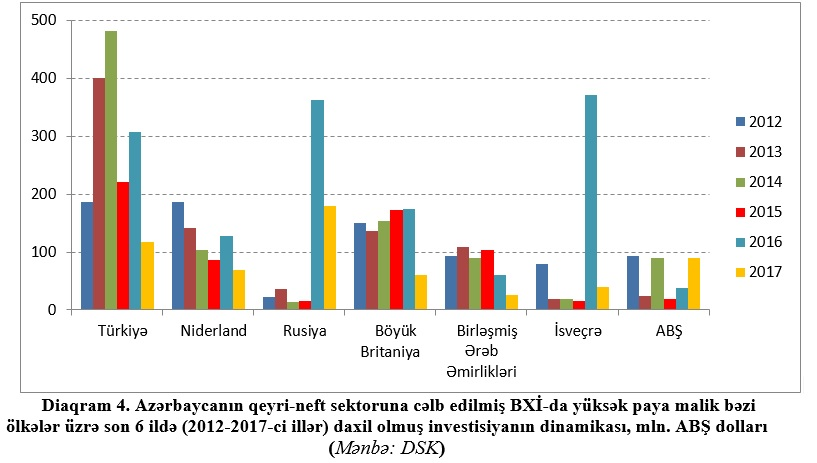 500
400
300
200
100
0
2012
2013
2014
2015
2016
2017
Türkiyə
Niderland
Rusiya
Böyük
Britaniya
Birləşmiş
Ərəb
Əmirlikləri
İsveçrə
ABŞ
Diaqram 4. Azərbaycanın qeyri-neft sektoruna cəlb edilmiş BXİ-da yüksək paya malik bəzi
ölkələr üzrə son 6 ildə (2012-2017-ci illər) daxil olmuş investisiyanın dinamikası, mln. ABŞ dolları
(Mənbə: DSK)